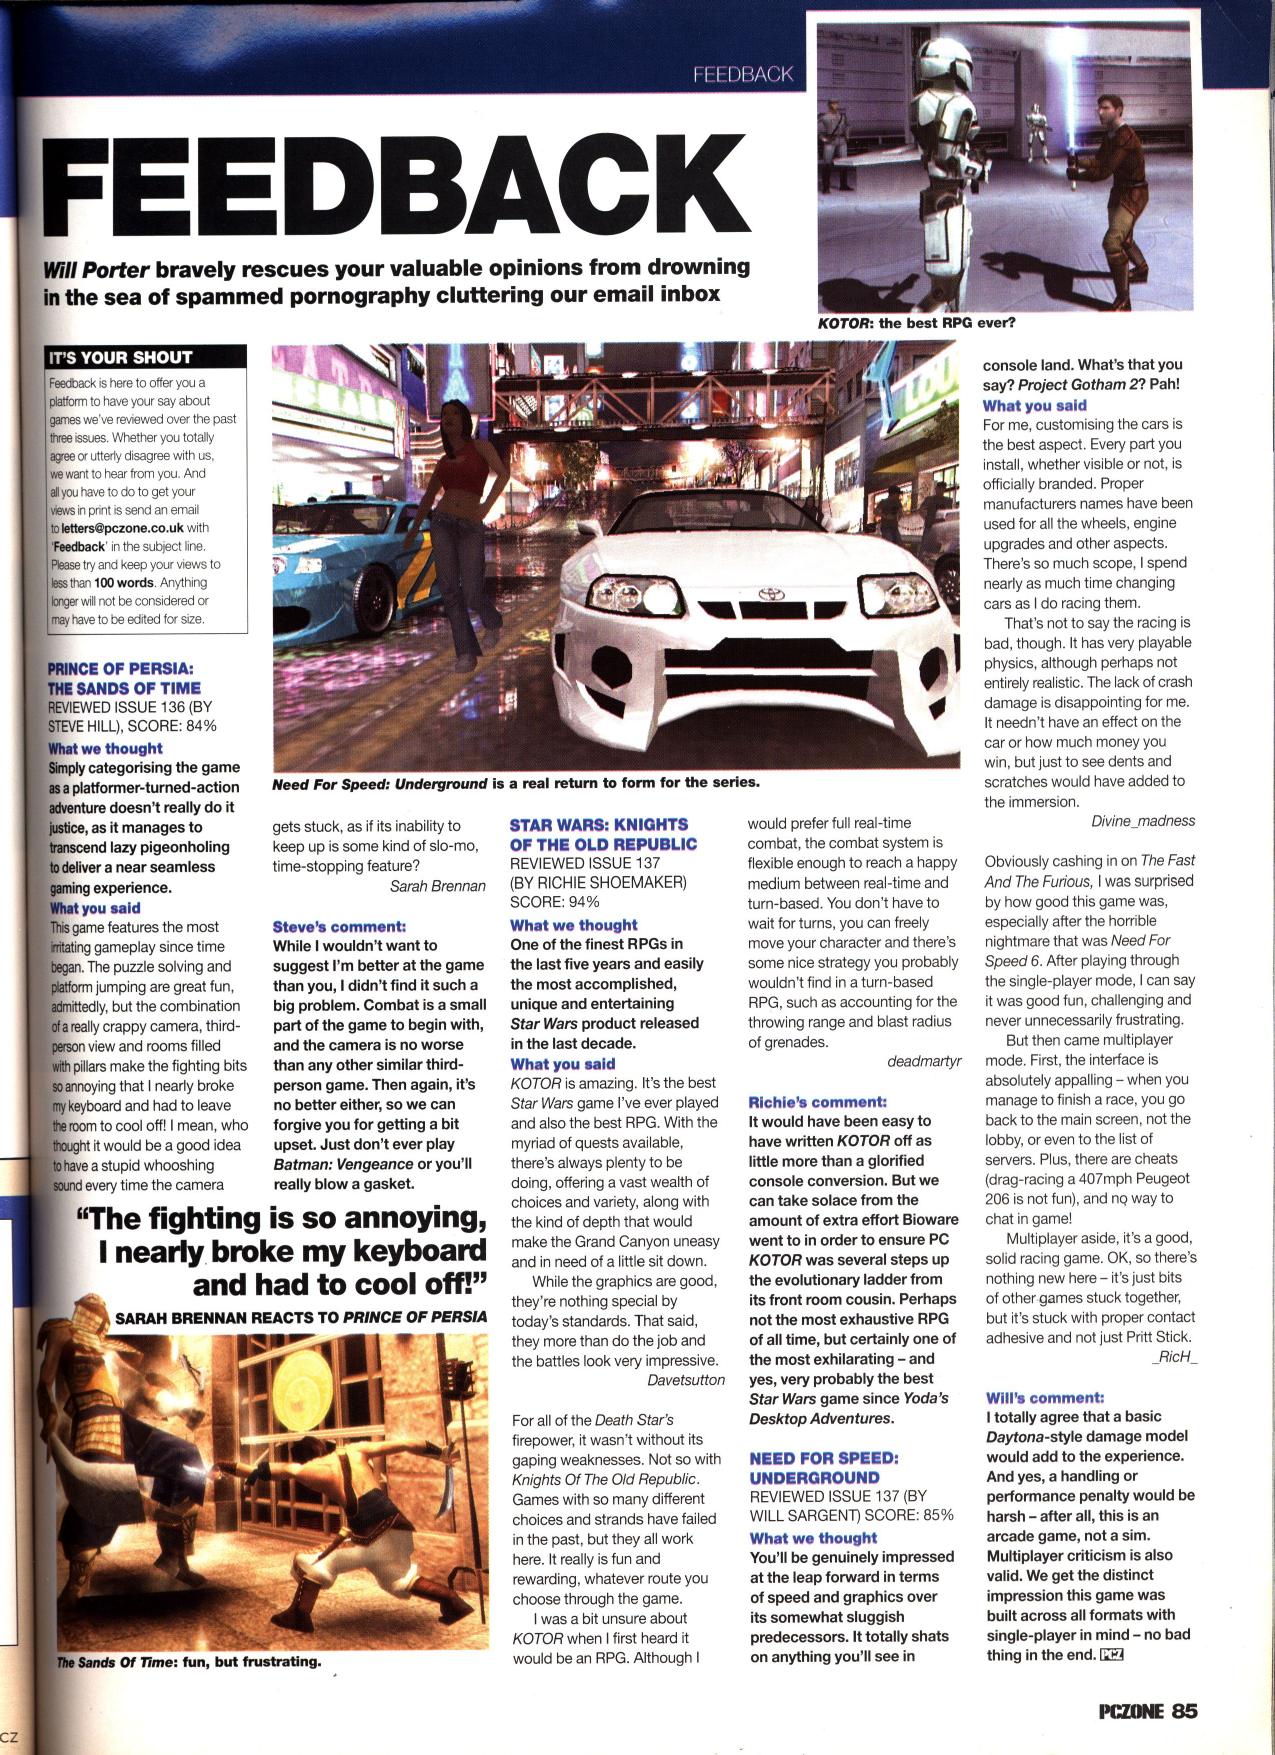 FEEDBACK
FEEDBACK
Will Porter bravely rescues your valuable opinions from drowning
in the sea of spammed pornography cluttering our email inbox
KOTOR: the best RPG ever?
IT'S YOUR SHOUT
Feedback is here to offer you a
platform to have your say about
games we've reviewed over the past
three issues. Whether you totally
agree or utterly disagree with us,
we want to hear from you. And
all you have to do to get your
views in print is send an email
to letters@pczone.co.uk with
'Feedback' in the subject line.
Please try and keep your views to
less than 100 words. Anything
longer will not be considered or
may have to be edited for size.
PRINCE OF PERSIA:
THE SANDS OF TIME
REVIEWED ISSUE 136 (BY
STEVE HILL), SCORE: 84%
What we thought
Simply categorising the game
as a platformer-turned-action
adventure doesn't really do it
justice, as it manages to
transcend lazy pigeonholing
to deliver a near seamless
gaming experience.
What you said
This game features the most
irritating gameplay since time
began. The puzzle solving and
platform jumping are great fun,
admittedly, but the combination
of a really crappy camera, third-
person view and rooms filled
with pillars make the fighting bits
so annoying that I nearly broke
my keyboard and had to leave
the room to cool off! I mean, who
thought it would be a good idea
to have a stupid whooshing
sound every time the camera
Need For Speed: Underground is a real return to form for the series.
gets stuck, as if its inability to
keep up is some kind of slo-mo,
time-stopping feature?
Sarah Brennan
Steve's comment:
While I wouldn't want to
suggest I'm better at the game
than you, I didn't find it such a
big problem. Combat is a small
part of the game to begin with,
and the camera is no worse
than any other similar third-
person game. Then again, it's
no better either, so we can
forgive you for getting a bit
upset. Just don't ever play
Batman: Vengeance or you'll
really blow a gasket.
"The fighting is so annoying,
I nearly broke my keyboard
and had to cool off!"
SARAH BRENNAN REACTS TO PRINCE OF PERSIA
The Sands Of Time: fun, but frustrating.
STAR WARS: KNIGHTS
OF THE OLD REPUBLIC
REVIEWED ISSUE 137
(BY RICHIE SHOEMAKER)
SCORE: 94%
What we thought
One of the finest RPGs in
the last five years and easily
the most accomplished,
unique and entertaining
Star Wars product released
in the last decade.
What you said
KOTOR is amazing. It's the best
Star Wars game I've ever played
and also the best RPG. With the
myriad of quests available,
there's always plenty to be
doing, offering a vast wealth of
choices and variety, along with
the kind of depth that would
make the Grand Canyon uneasy
and in need of a little sit down.
While the graphics are good,
they're nothing special by
today's standards. That said,
they more than do the job and
the battles look very impressive.
Davetsutton
For all of the Death Star's
firepower, it wasn't without its
gaping weaknesses. Not so with
Knights Of The Old Republic.
Games with so many different
choices and strands have failed
in the past, but they all work
here. It really is fun and
rewarding, whatever route you
choose through the game.
I was a bit unsure about
KOTOR when I first heard it
would be an RPG. Although I
would prefer full real-time
combat, the combat system is
flexible enough to reach a happy
medium between real-time and
turn-based. You don't have to
wait for turns, you can freely
move your character and there's
some nice strategy you probably
wouldn't find in a turn-based
RPG, such as accounting for the
throwing range and blast radius
of grenades.
deadmartyr
Richie's comment:
It would have been easy to
have written KOTOR off as
little more than a glorified
console conversion. But we
can take solace from the
amount of extra effort Bioware
went to in order to ensure PC
KOTOR was several steps up
the evolutionary ladder from
its front room cousin. Perhaps
not the most exhaustive RPG
of all time, but certainly one of
the most exhilarating – and
yes, very probably the best
Star Wars game since Yoda's
Desktop Adventures.
NEED FOR SPEED:
UNDERGROUND
REVIEWED ISSUE 137 (BY
WILL SARGENT) SCORE: 85%
What we thought
You'll be genuinely impressed
at the leap forward in terms
of speed and graphics over
its somewhat sluggish
predecessors. It totally shats
on anything you'll see in
console land. What's that you
say? Project Gotham 2? Pah!
What you said
For me, customising the cars is
the best aspect. Every part you
install, whether visible or not, is
officially branded. Proper
manufacturers names have been
used for all the wheels, engine
upgrades and other aspects.
There's so much scope, I spend
nearly as much time changing
cars as I do racing them.
That's not to say the racing is
bad, though. It has very playable
physics, although perhaps not
entirely realistic. The lack of crash
damage is disappointing for me.
It needn't have an effect on the
car or how much money you
win, but just to see dents and
scratches would have added to
the immersion.
Divine_madness
Obviously cashing in on The Fast
And The Furious, I was surprised
by how good this game was,
especially after the horrible
nightmare that was Need For
Speed 6. After playing through
the single-player mode, I can say
it was good fun, challenging and
never unnecessarily frustrating.
But then came multiplayer
mode. First, the interface is
absolutely appalling – when you
manage to finish a race, you go
back to the main screen, not the
lobby, or even to the list of
servers. Plus, there are cheats
(drag-racing a 407mph Peugeot
206 is not fun), and no way to
chat in game!
Multiplayer aside, it's a good,
solid racing game. OK, so there's
nothing new here – it's just bits
of other games stuck together,
but it's stuck with proper contact
adhesive and not just Pritt Stick.
_RicH_
Will's comment:
I totally agree that a basic
Daytona-style damage model
would add to the experience.
And yes, a handling or
performance penalty would be
harsh – after all, this is an
arcade game, not a sim.
Multiplayer criticism is also
valid. We get the distinct
impression this game was
built across all formats with
single-player in mind – no bad
thing in the end. PCZ
PCZONE 85
CZ